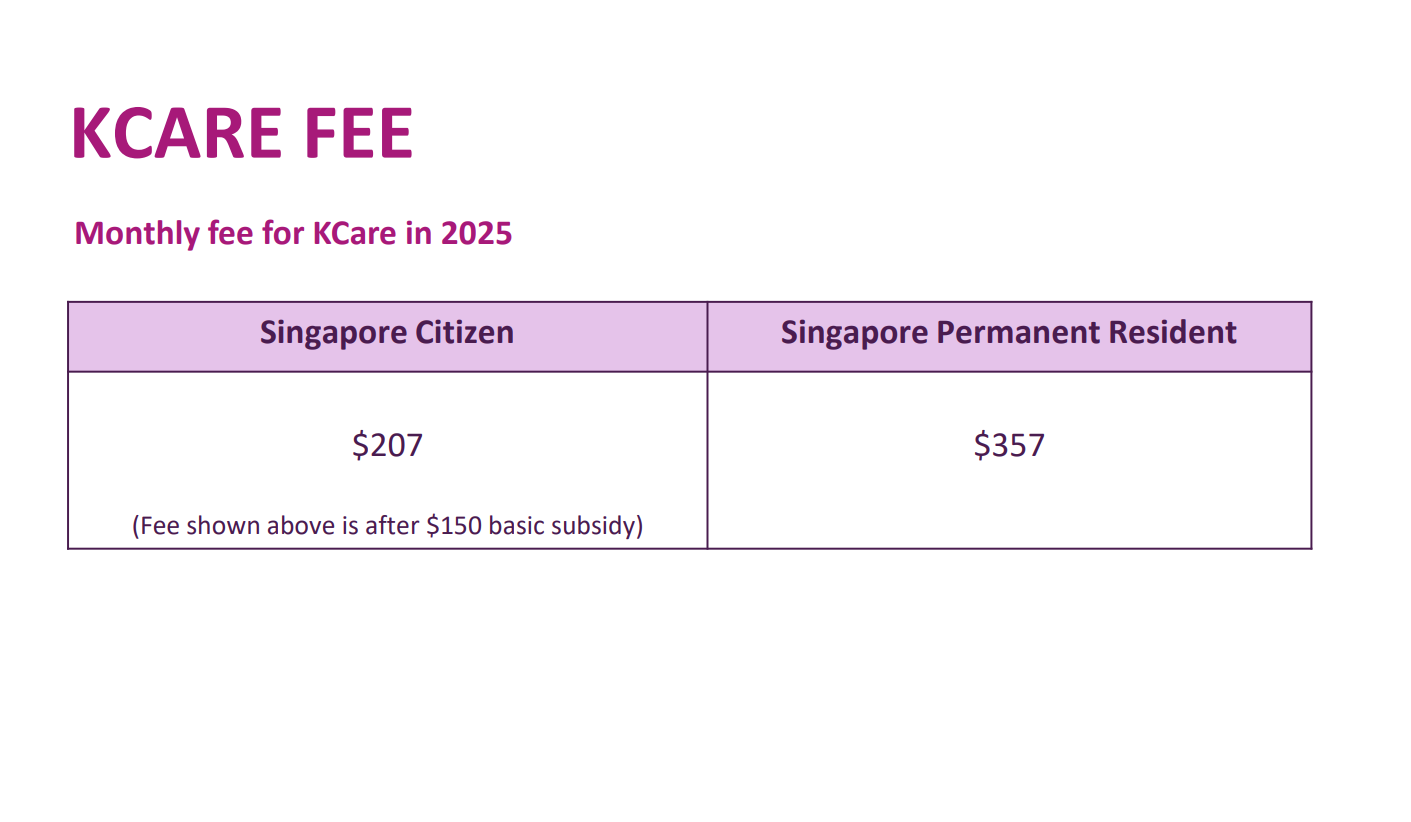 KCARE FEE
Monthly fee for KCare in 2025
Singapore Citizen
Singapore Permanent Resident
$207
$357
(Fee shown above is after $150 basic subsidy)